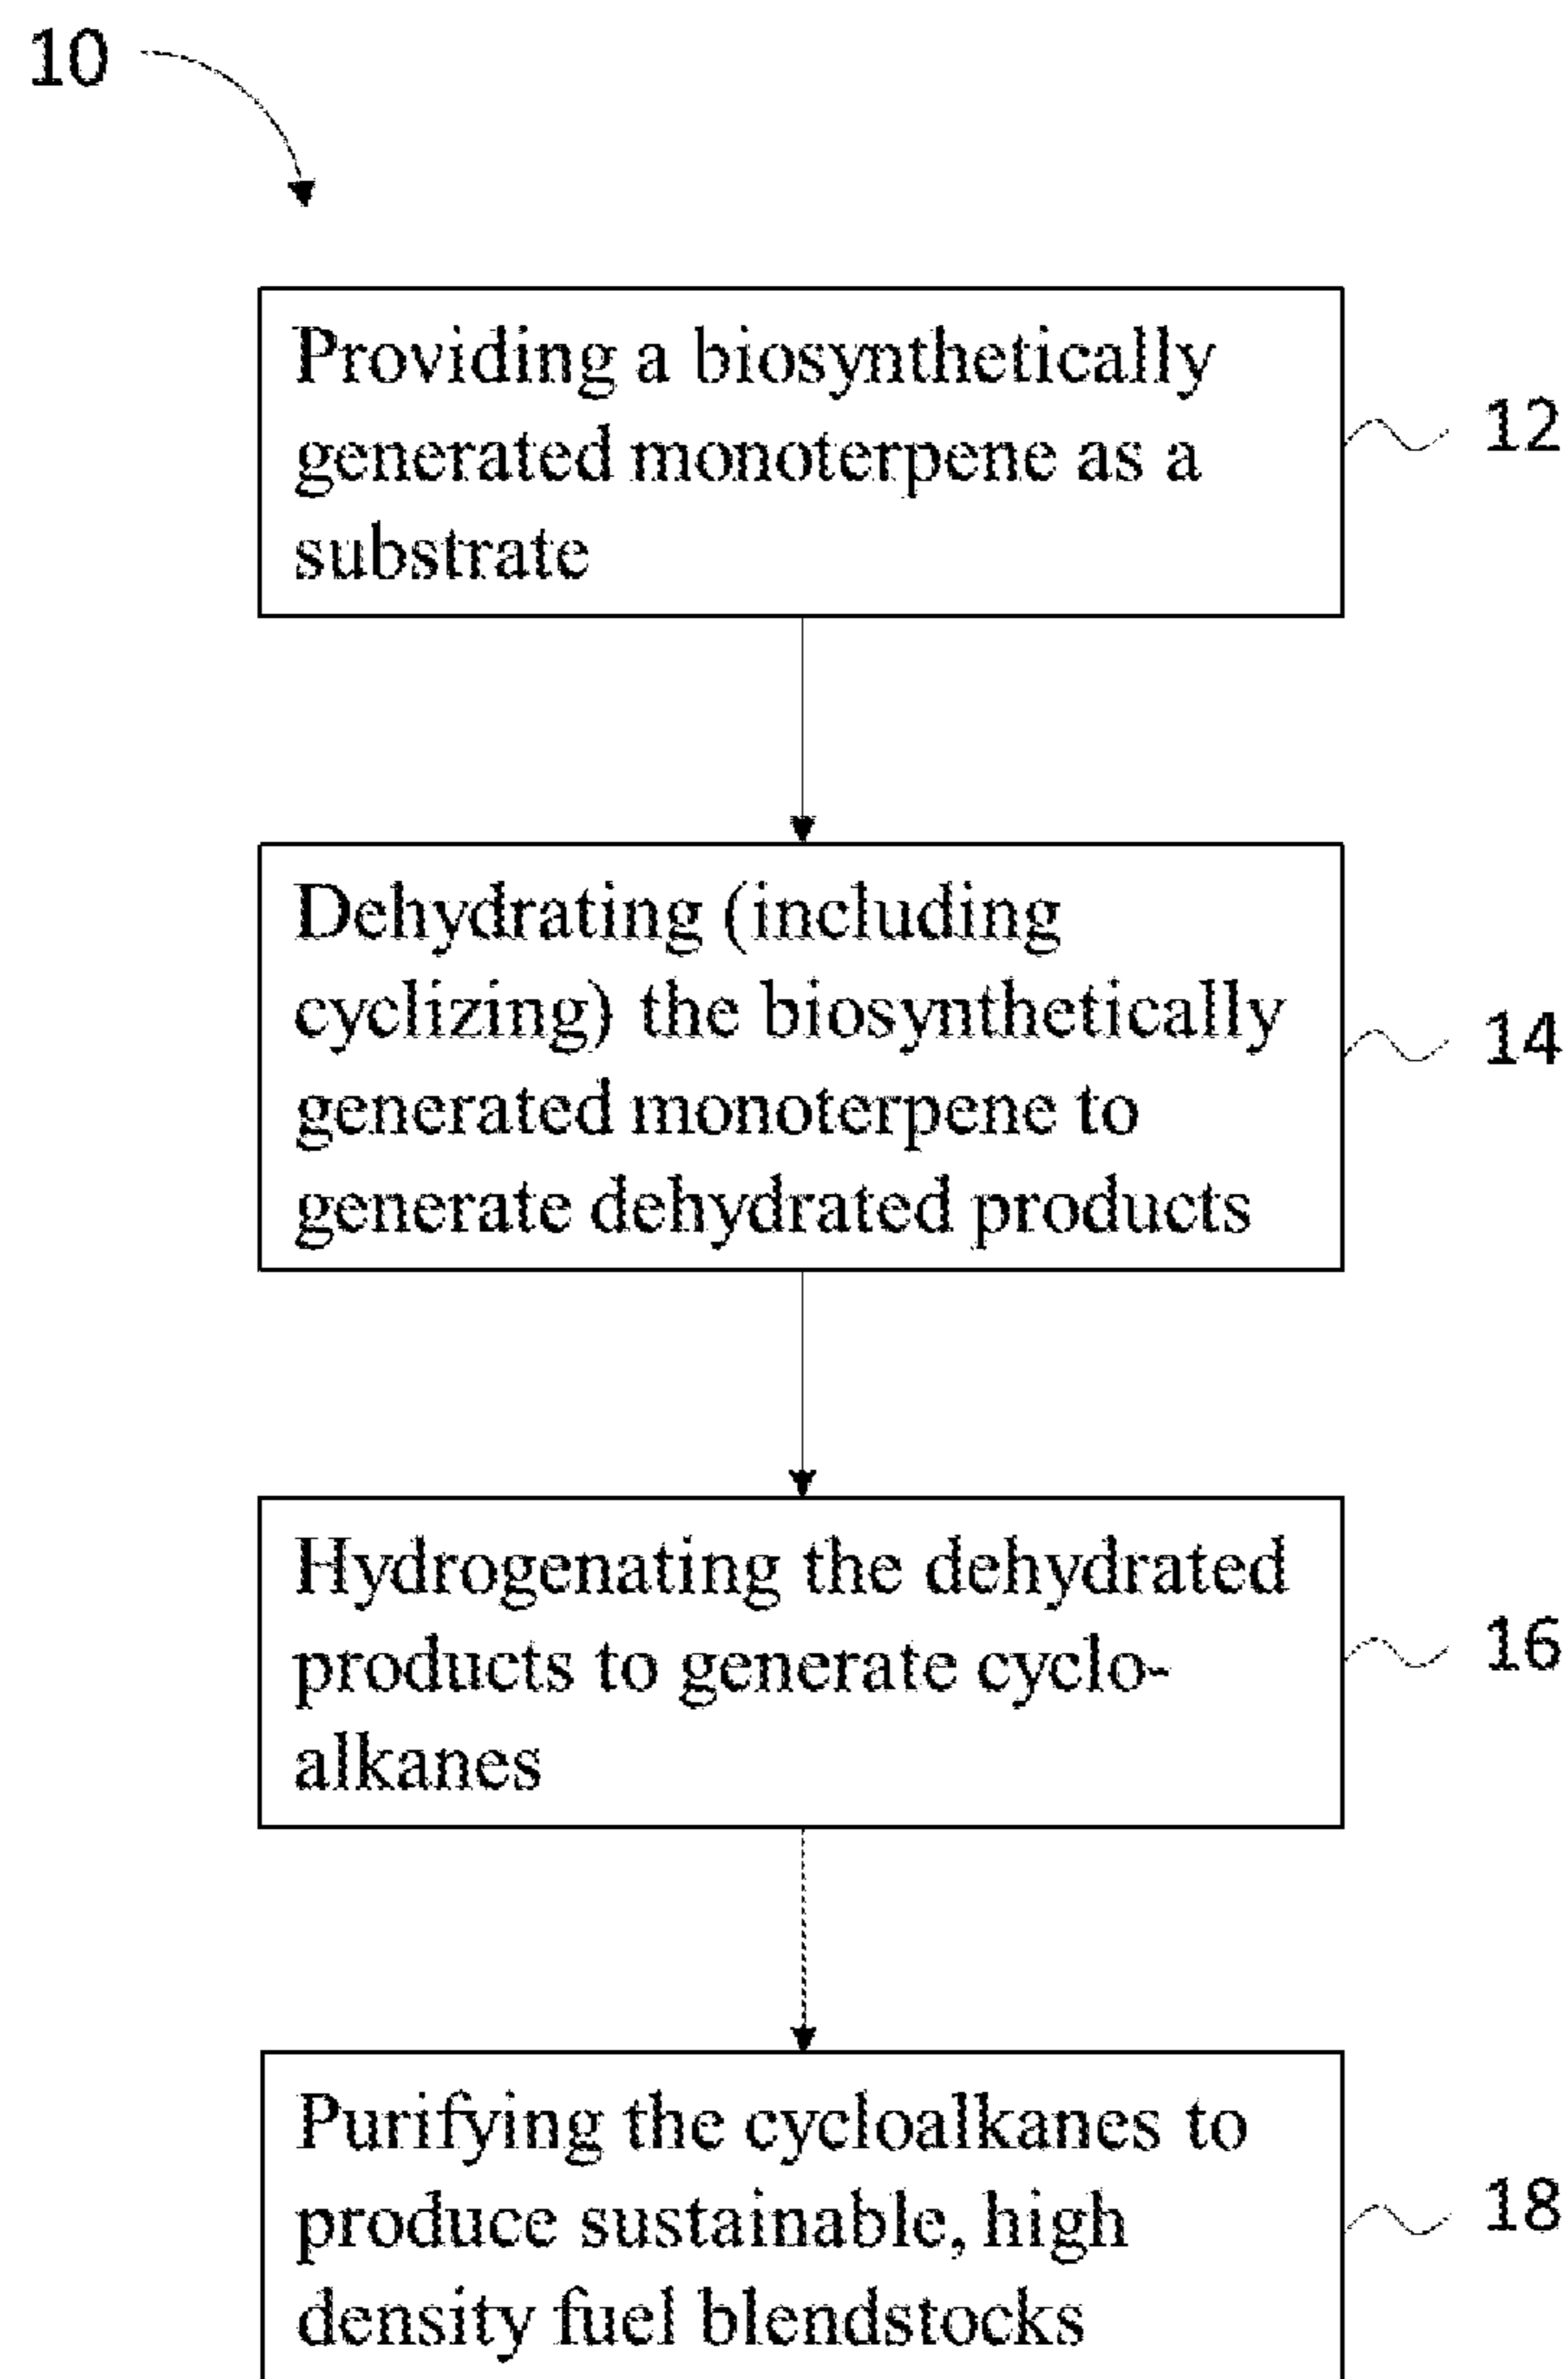 10
Providing a biosynthetically
generated monoterpene as a
substrate
12
Dehydrating (including
cyclizing) the biosynthetically
generated monoterpene to
generate dehydrated products
14
Hydrogenating the dehydrated
products to generate cyclo-
alkanes
16
Purifying the cycloalkanes to
produce sustainable, high
density fuel blendstocks
18